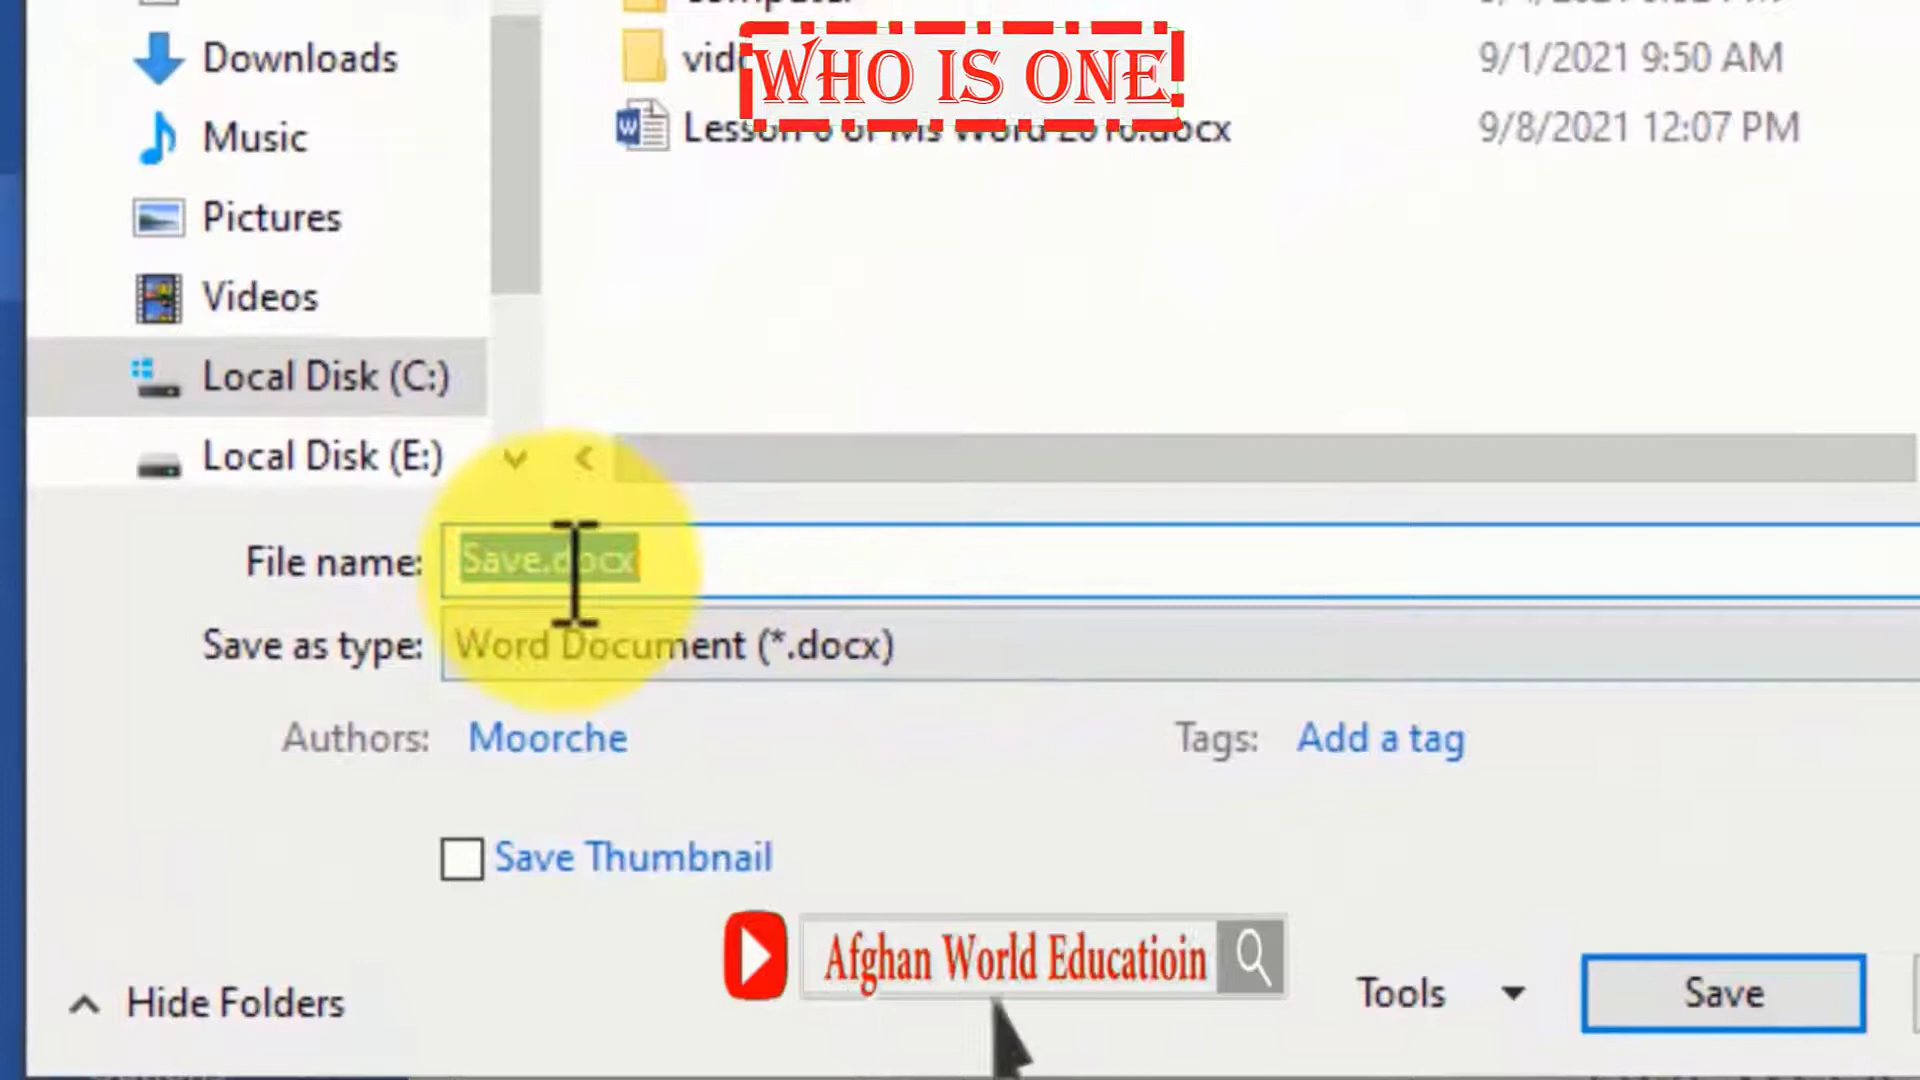 WHO IS ONE
Downloads
9/1/2021 9:50 AM
Music
Lesson 6 of Ms Word 2016.docx
9/8/2021 12:07 PM
Pictures
Videos
Local Disk (C:)
Local Disk (E:)
File name: Save.docx
Save as type: Word Document (*.docx)
Authors: Moorche
Tags: Add a tag
Save Thumbnail
Afghan World Educatioin
Hide Folders
Tools
Save